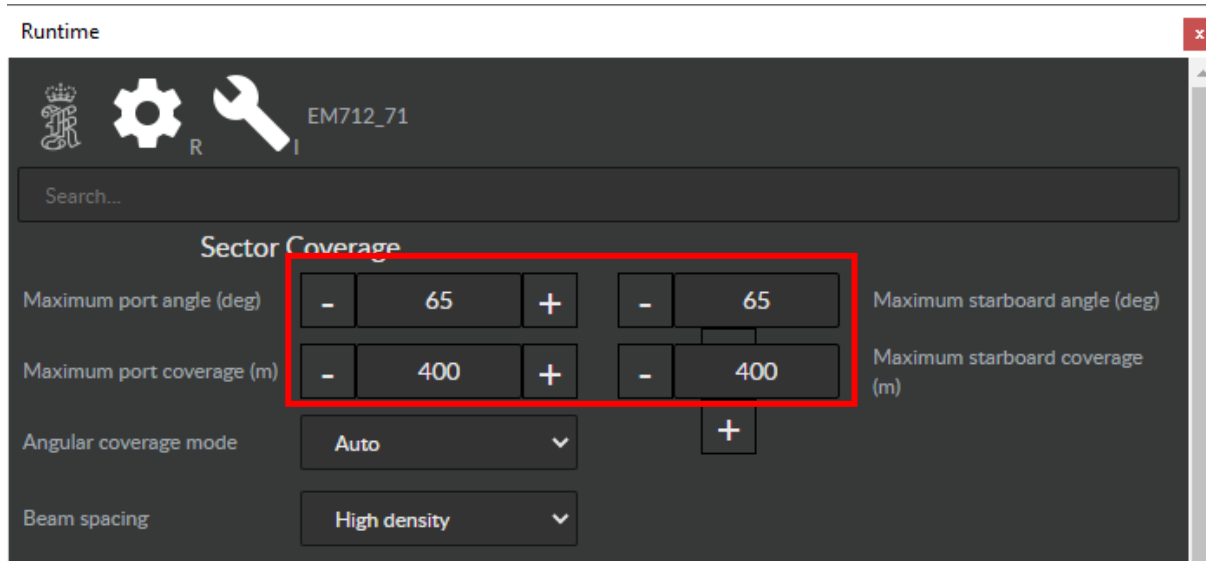 Runtime
x
R
I
EM712_71
Search...
Sector Coverage
Maximum port angle (deg) - 65 + - 65 Maximum starboard angle (deg)
Maximum port coverage (m) - 400 + - 400 Maximum starboard coverage
(m)
+
Angular coverage mode Auto
Beam spacing High density